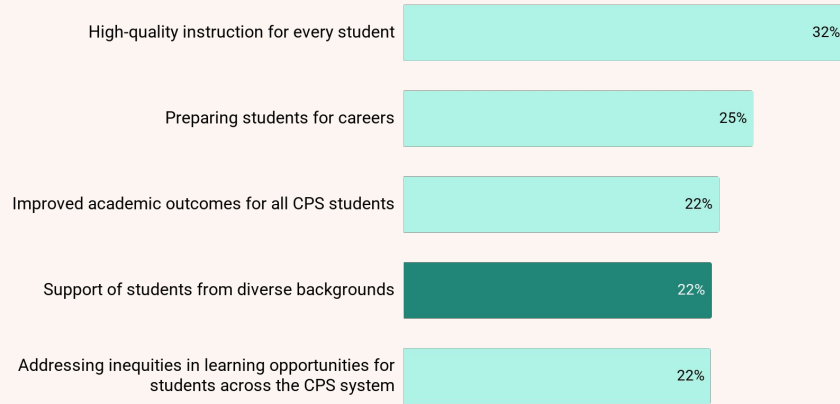 High-quality instruction for every student 32%
Preparing students for careers 25%
Improved academic outcomes for all CPS students 22%
Support of students from diverse backgrounds 22%
Addressing inequities in learning opportunities for
students across the CPS system 22%